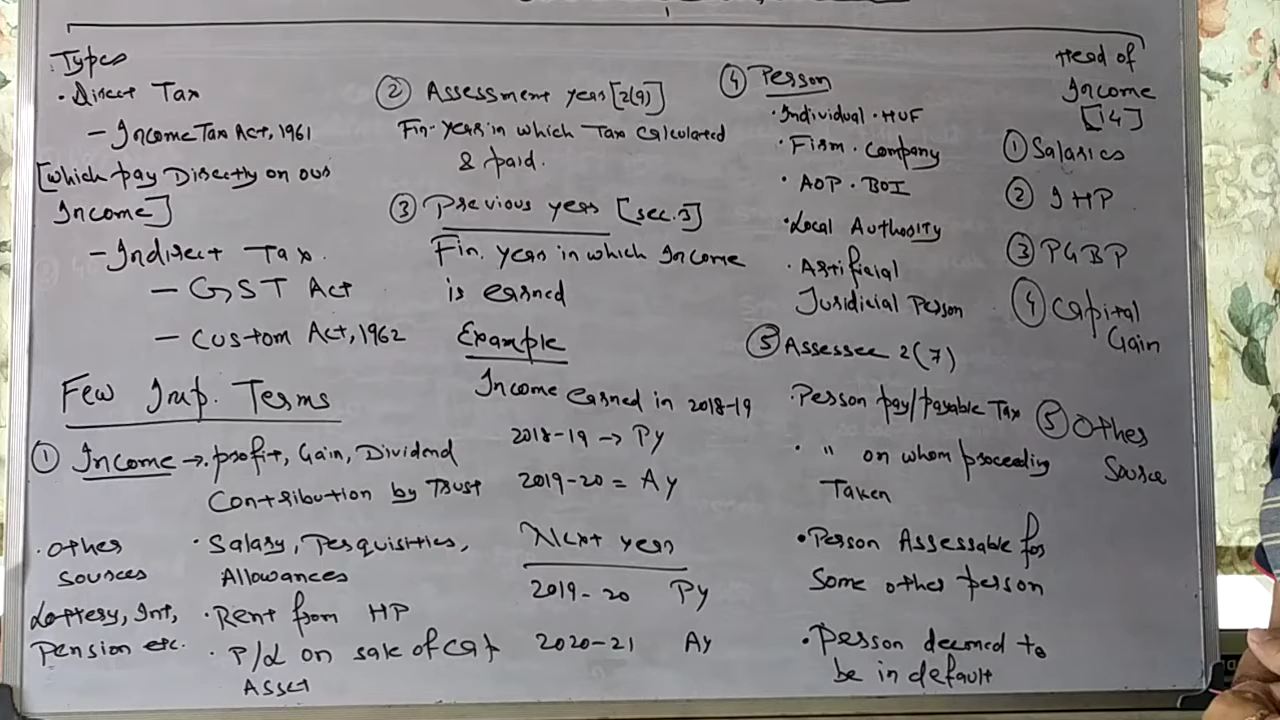 Types
• Direct Tax
— Income Tax Act, 1961
[which pay Directly on our
Income]
— Indirect Tax.
— GST Act
— Custom Act, 1962
Few Imp. Terms
① Income → • profit, Gain, Dividend
Contribution by Trust
• other
sources
Lottery, Int,
Pension etc.
• Salary, Perquisities,
Allowances
• Rent from HP
• P/L on sale of Cap
Asset
② Assessment year [2(9)]
Fin. year in which Tax Calculated
& paid.
③ Previous year [sec. 3]
Fin. year in which Income
is earned
Example
Income earned in 2018-19
2018-19 → PY
2019-20 = AY
Next year
2019-20 PY
2020-21 AY
④ Person
• Individual • HUF
• Firm • Company
• AOP • BOI
• Local Authority
• Artificial
Juridicial Person
⑤ Assessee 2(7)
• Person pay/payable Tax
• " on whom proceeding
Taken
• Person Assessable for
Some other person
• Person deemed to
be in default
Head of
Income
[14]
① Salaries
② IHP
③ PGBP
④ Capital
Gain
⑤ Other
Source